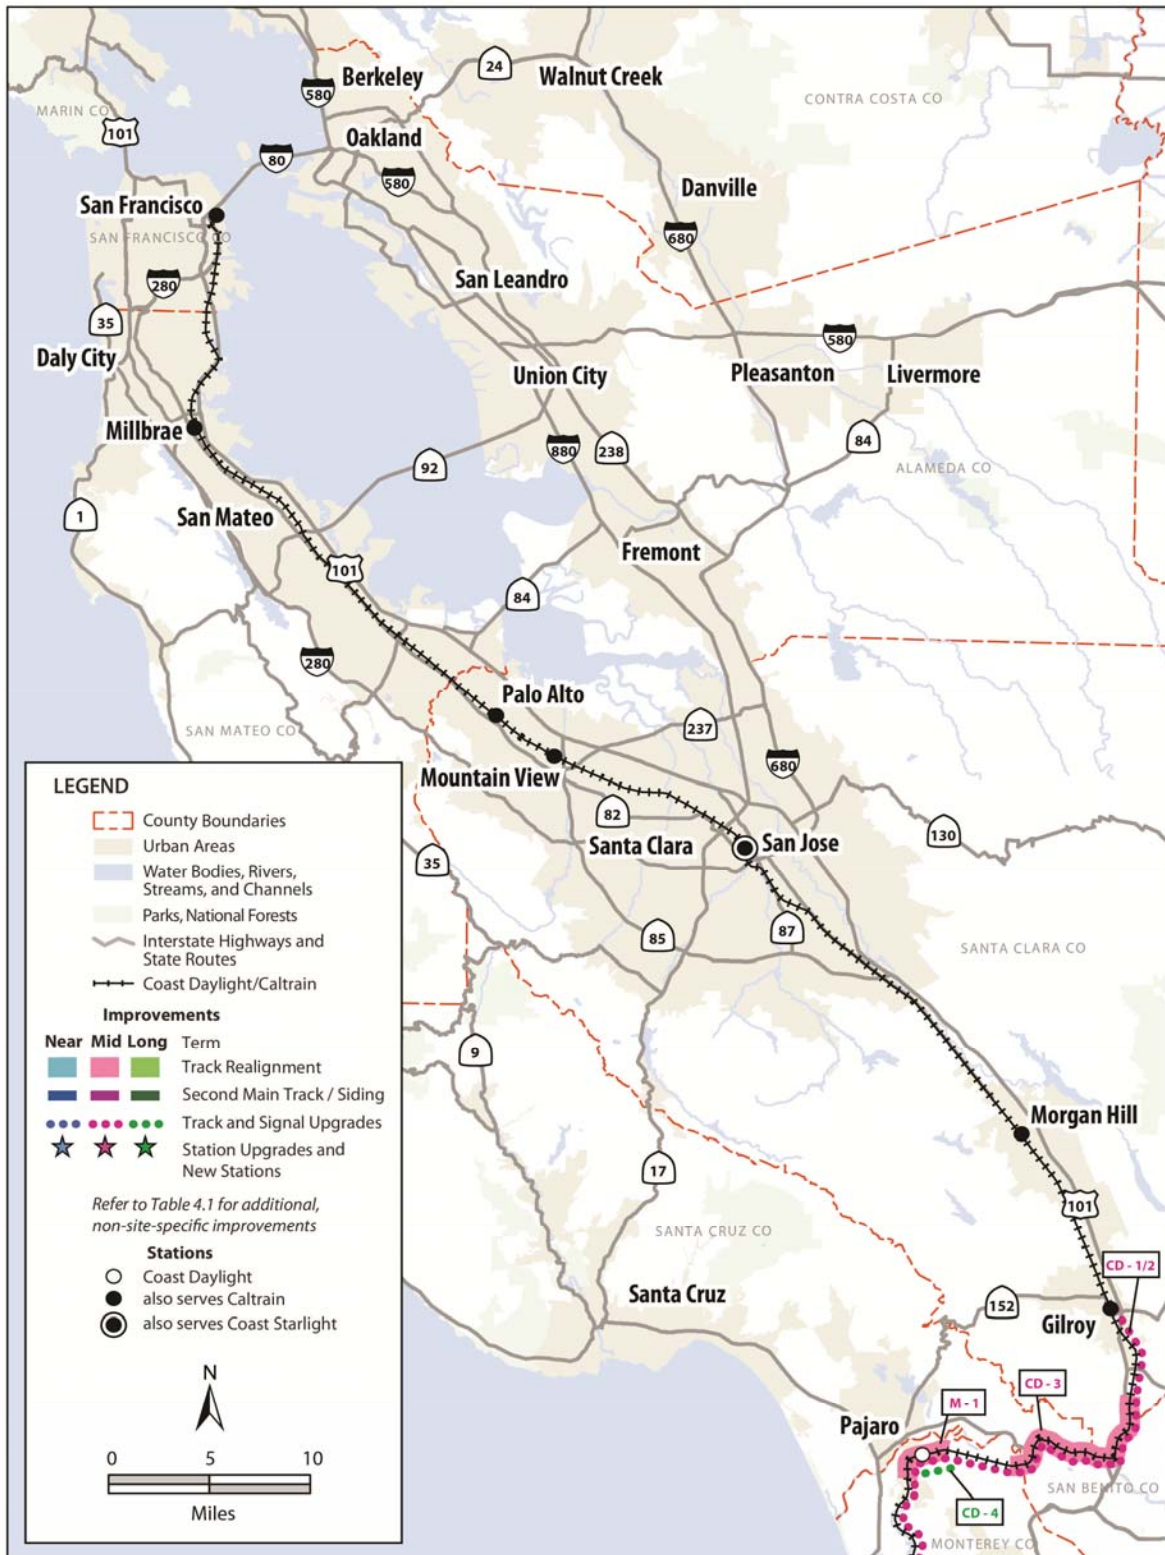 Berkeley
24
Walnut Creek
580
MARIN CO
CONTRA COSTA CO
101
Oakland
80
580
Danville
San Francisco
SAN FRANCISCO CO
680
280
San Leandro
35
580
Daly City
Union City
Pleasanton
Livermore
Millbrae
92
880
238
84
ALAMEDA CO
1
San Mateo
Fremont
101
84
280
Palo Alto
SAN MATEO CO
237
Mountain View
680
82
130
Santa Clara
San Jose
35
85
87
SANTA CLARA CO
9
Morgan Hill
17
101
SANTA CRUZ CO
CD - 1/2
Santa Cruz
152
Gilroy
CD - 3
M - 1
Pajaro
SAN BENITO CO
CD - 4
MONTEREY CO
LEGEND
County Boundaries
Urban Areas
Water Bodies, Rivers,
Streams, and Channels
Parks, National Forests
Interstate Highways and
State Routes
Coast Daylight/Caltrain
Improvements
Near Mid Long Term
Track Realignment
Second Main Track / Siding
Track and Signal Upgrades
Station Upgrades and
New Stations
Refer to Table 4.1 for additional,
non-site-specific improvements
Stations
Coast Daylight
also serves Caltrain
also serves Coast Starlight
N
0 5 10
Miles